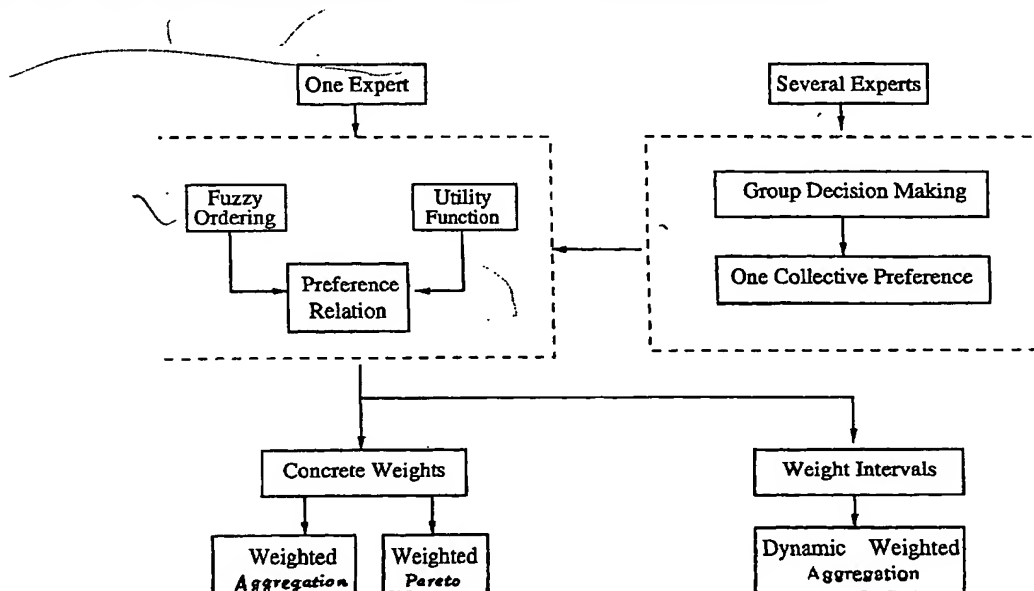 One Expert
Several Experts
Fuzzy
Ordering
Utility
Function
Preference
Relation
Group Decision Making
One Collective Preference
Concrete Weights
Weight Intervals
Weighted
Aggregation
Weighted
Pareto
Dynamic Weighted
Aggregation